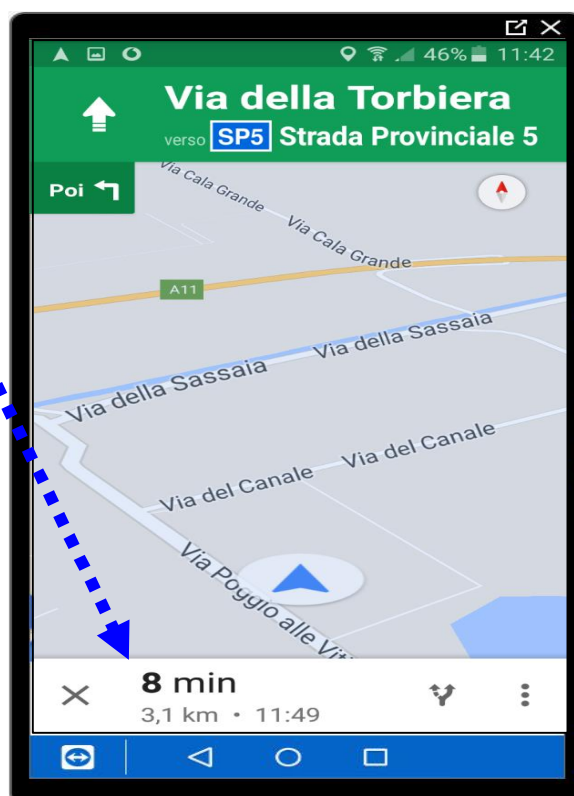 46% 11:42
Via della Torbiera
verso SP5 Strada Provinciale 5
Poi
Via Cala Grande
Via Cala Grande
A11
Via della Sassaia
Via della Sassaia
Via del Canale
Via del Canale
Via Poggio alle Viti
8 min
3,1 km • 11:49